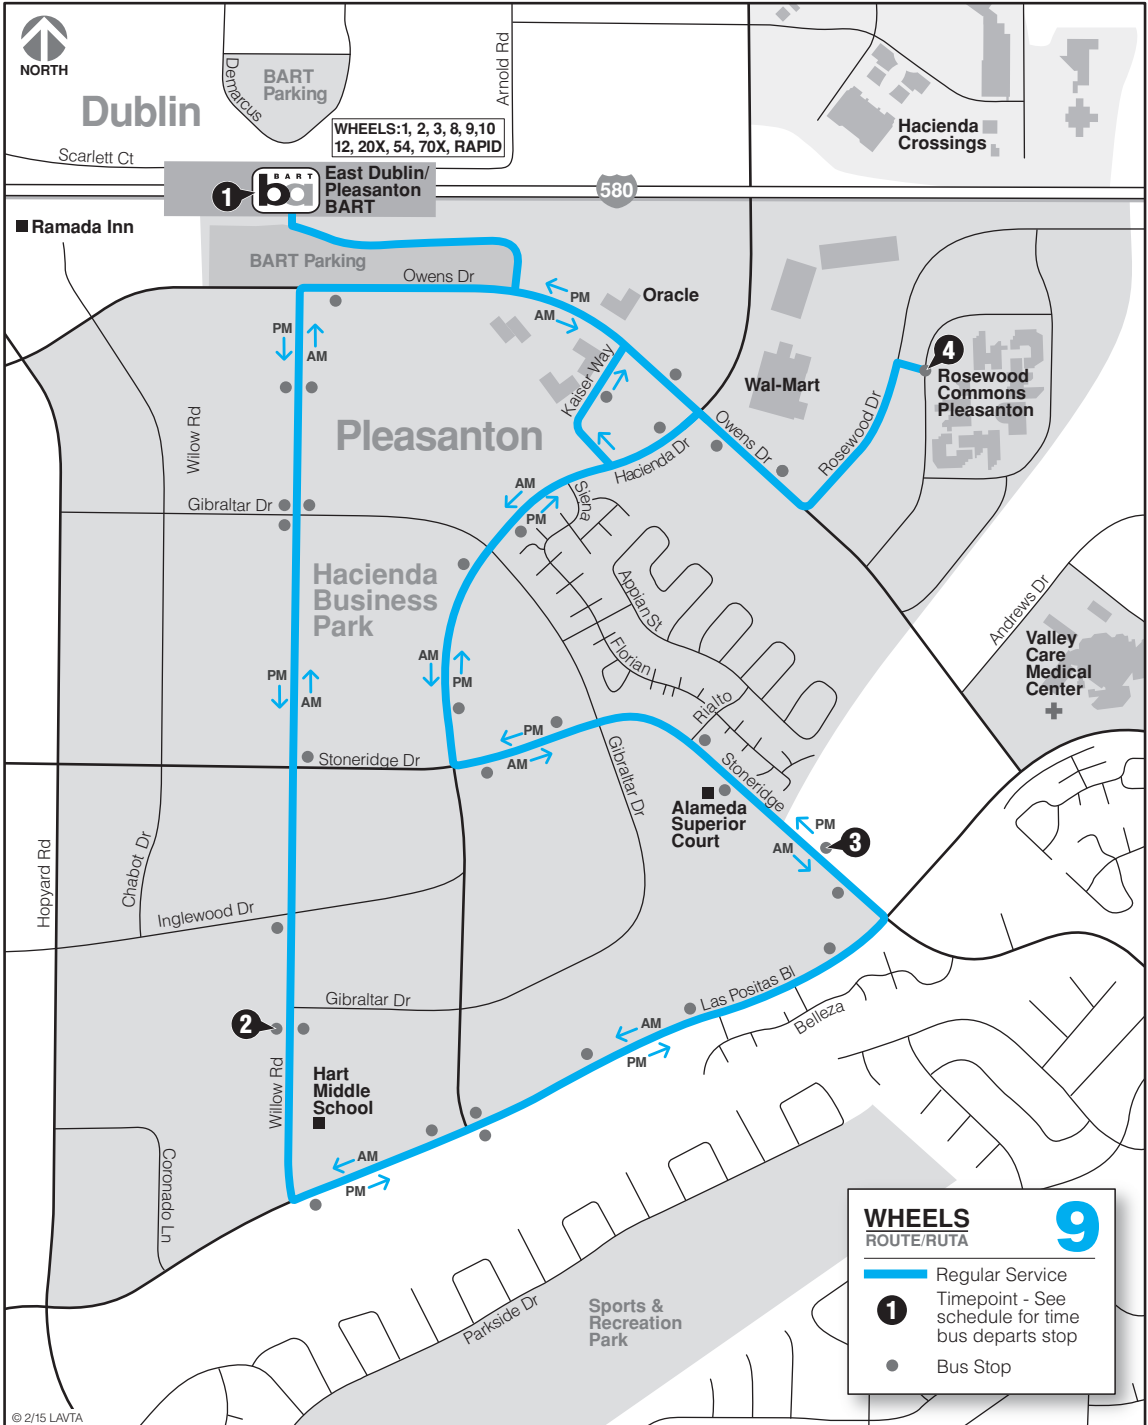 NORTH
Dublin
Demarcus
BART
Parking
Arnold Rd
WHEELS:1, 2, 3, 8, 9,10
12, 20X, 54, 70X, RAPID
Hacienda
Crossings
Scarlett Ct
1
BART
ba
East Dublin/
Pleasanton
BART
580
Ramada Inn
BART Parking
Owens Dr
PM
AM
Oracle
PM
AM
Kaiser Way
Wal-Mart
4
Rosewood
Commons
Pleasanton
Wilow Rd
Pleasanton
Owens Dr
Rosewood Dr
Hacienda Dr
Gibraltar Dr
AM
PM
Siena
Hacienda
Business
Park
Appian St
Florian
Andrews Dr
Valley
Care
Medical
Center
AM
PM
PM
AM
Rialto
PM
AM
Stoneridge Dr
Gibraltar Dr
Stoneridge
Alameda
Superior
Court
PM
AM
3
Hopyard Rd
Chabot Dr
Inglewood Dr
Gibraltar Dr
Las Positas Bl
Belleza
2
AM
PM
Willow Rd
Hart
Middle
School
AM
PM
Coronado Ln
Parkside Dr
Sports &
Recreation
Park
WHEELS
ROUTE/RUTA
9
Regular Service
1
Timepoint - See
schedule for time
bus departs stop
Bus Stop
© 2/15 LAVTA